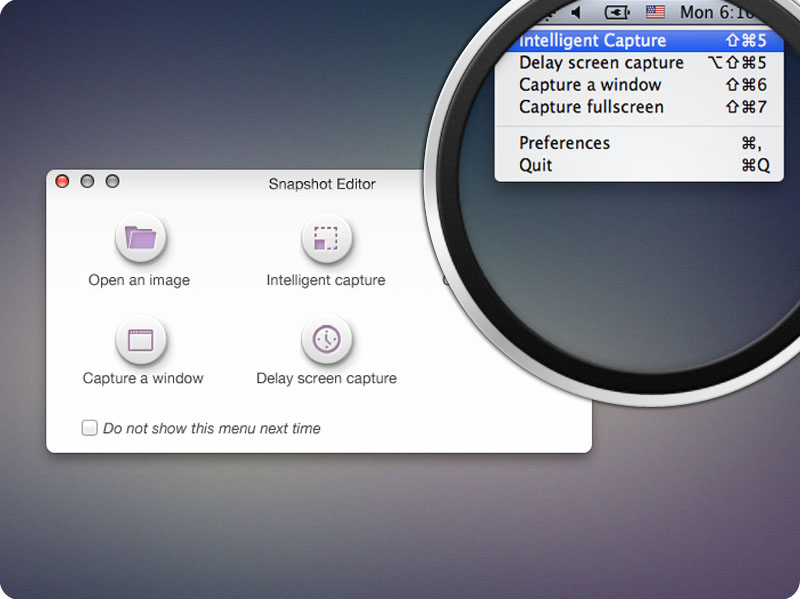 Mon 6:1
Intelligent Capture ⇧⌘5
Delay screen capture ⌥⇧⌘5
Capture a window ⇧⌘6
Capture fullscreen ⇧⌘7
Preferences ⌘,
Quit ⌘Q
Snapshot Editor
Open an image
Intelligent capture
Capture a window
Delay screen capture
Do not show this menu next time